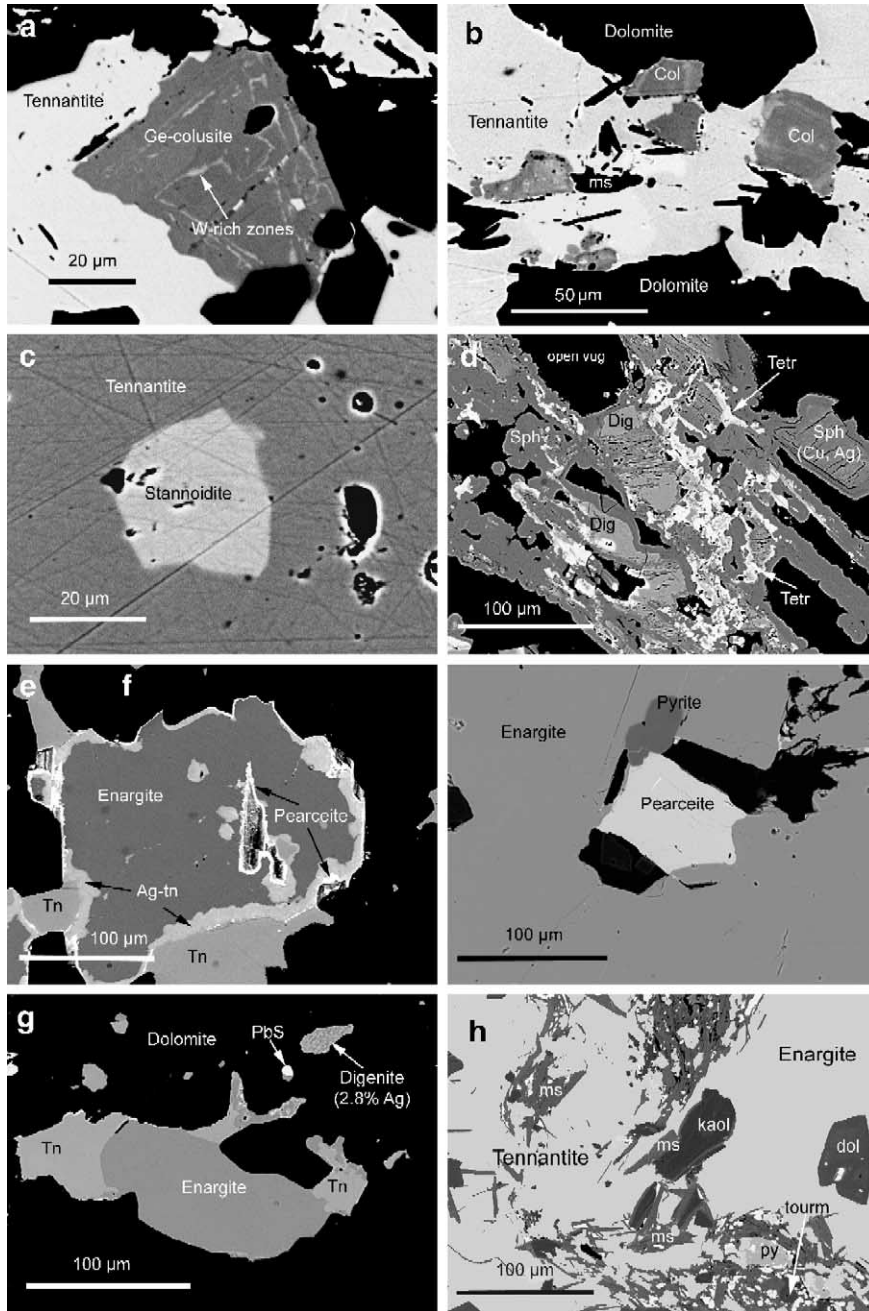 a
Tennantite
Ge-colusite
W-rich zones
20 µm
b
Dolomite
Col
Tennantite
Col
ms
50 µm
Dolomite
c
Tennantite
Stannoidite
20 µm
d
open vug
Tetr
Dig
Sph
Sph
(Cu, Ag)
Dig
100 µm
Tetr
e
f
Enargite
Pearceite
Ag-tn
Tn
100 µm
Tn
Pyrite
Enargite
Pearceite
100 µm
g
Dolomite
PbS
Digenite
(2.8% Ag)
Tn
Enargite
Tn
100 µm
h
Enargite
ms
kaol
ms
dol
Tennantite
tourm
ms
py
100 µm